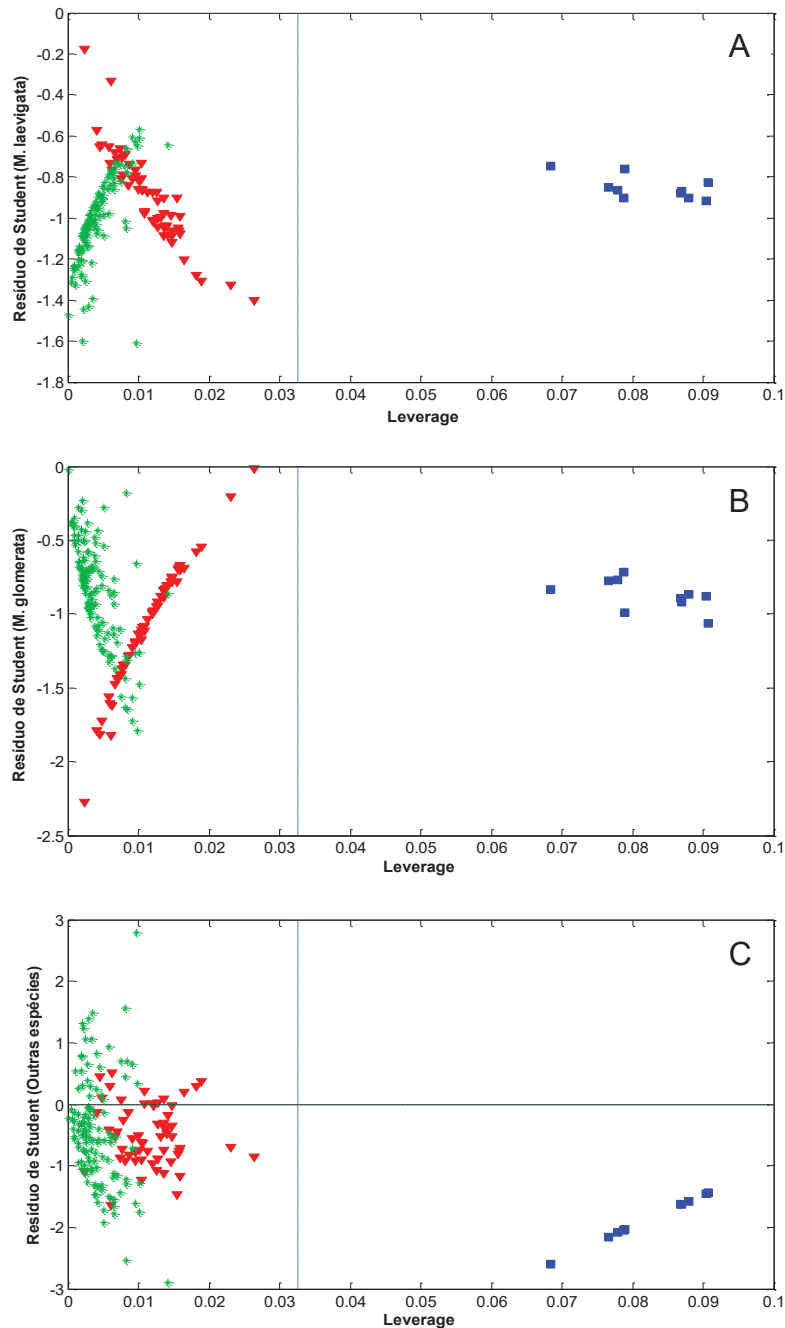 A
Resíduo de Student (M. laevigata)
0
-0.2
-0.4
-0.6
-0.8
-1
-1.2
-1.4
-1.6
-1.8
0 0.01 0.02 0.03 0.04 0.05 0.06 0.07 0.08 0.09 0.1
Leverage
B
Resíduo de Student (M. glomerata)
0
-0.5
-1
-1.5
-2
-2.5
0 0.01 0.02 0.03 0.04 0.05 0.06 0.07 0.08 0.09 0.1
Leverage
C
Resíduo de Student (Outras espécies)
3
2
1
0
-1
-2
-3
0 0.01 0.02 0.03 0.04 0.05 0.06 0.07 0.08 0.09 0.1
Leverage